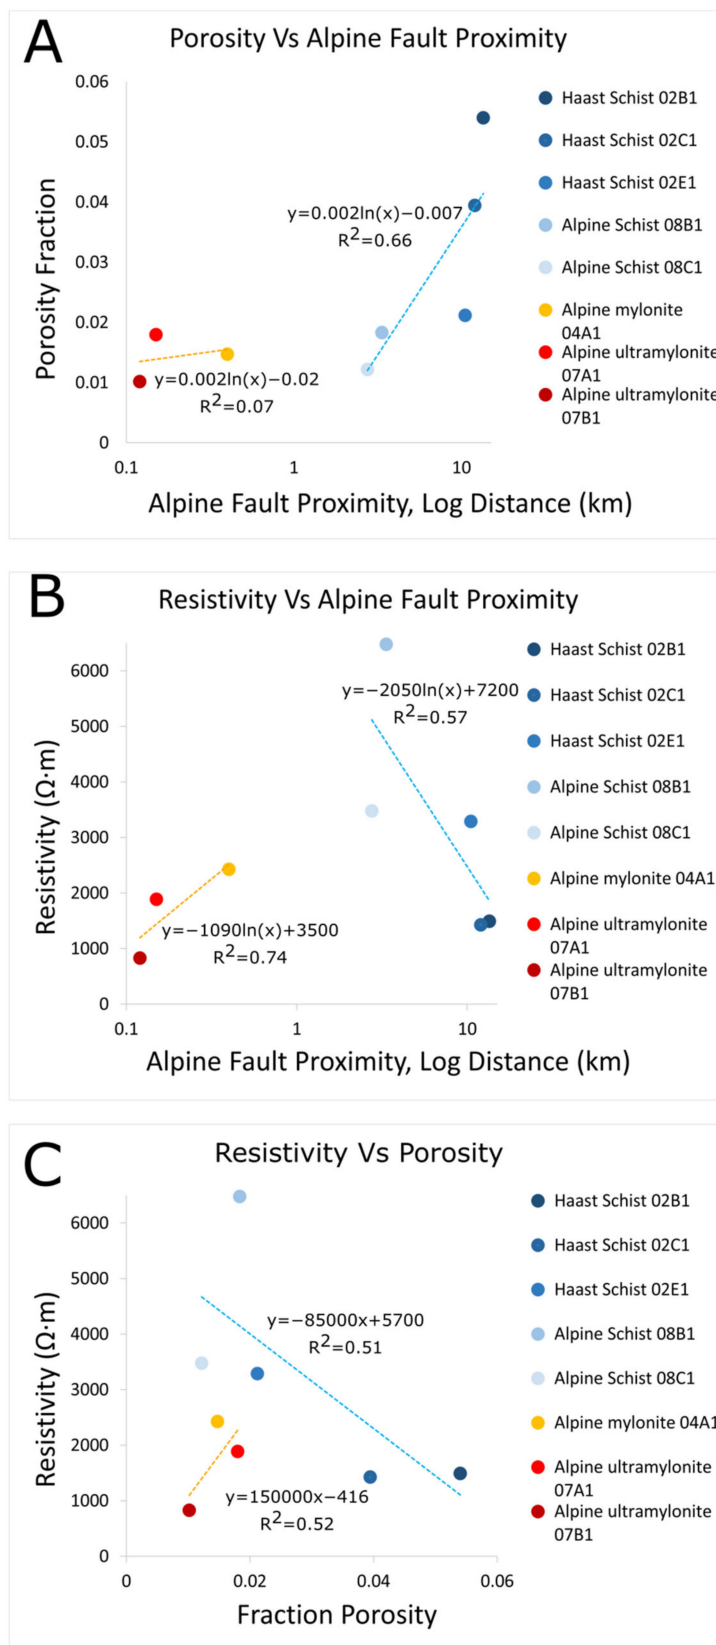 A
Porosity Vs Alpine Fault Proximity
0.06
0.05
0.04
0.03
0.02
0.01
0
Porosity Fraction
y=0.002ln(x)−0.007
R2=0.66
y=0.002ln(x)−0.02
R2=0.07
0.1
1
10
Alpine Fault Proximity, Log Distance (km)
Haast Schist 02B1
Haast Schist 02C1
Haast Schist 02E1
Alpine Schist 08B1
Alpine Schist 08C1
Alpine mylonite
04A1
Alpine ultramylonite
07A1
Alpine ultramylonite
07B1
B
Resistivity Vs Alpine Fault Proximity
6000
5000
4000
3000
2000
1000
0
Resistivity (Ω·m)
y=−2050ln(x)+7200
R2=0.57
y=−1090ln(x)+3500
R2=0.74
0.1
1
10
Alpine Fault Proximity, Log Distance (km)
Haast Schist 02B1
Haast Schist 02C1
Haast Schist 02E1
Alpine Schist 08B1
Alpine Schist 08C1
Alpine mylonite 04A1
Alpine ultramylonite
07A1
Alpine ultramylonite
07B1
C
Resistivity Vs Porosity
6000
5000
4000
3000
2000
1000
0
Resistivity (Ω·m)
y=−85000x+5700
R2=0.51
y=150000x−416
R2=0.52
0
0.02
0.04
0.06
Fraction Porosity
Haast Schist 02B1
Haast Schist 02C1
Haast Schist 02E1
Alpine Schist 08B1
Alpine Schist 08C1
Alpine mylonite 04A1
Alpine ultramylonite
07A1
Alpine ultramylonite
07B1